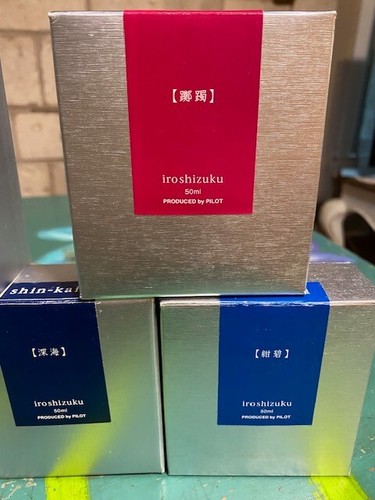 【躑躅】
iroshizuku
50ml
PRODUCED by PILOT
shin-kai
【深海】
iroshizuku
50ml
PRODUCED by PILOT
【紺碧】
iroshizuku
50ml
PRODUCED by PILOT